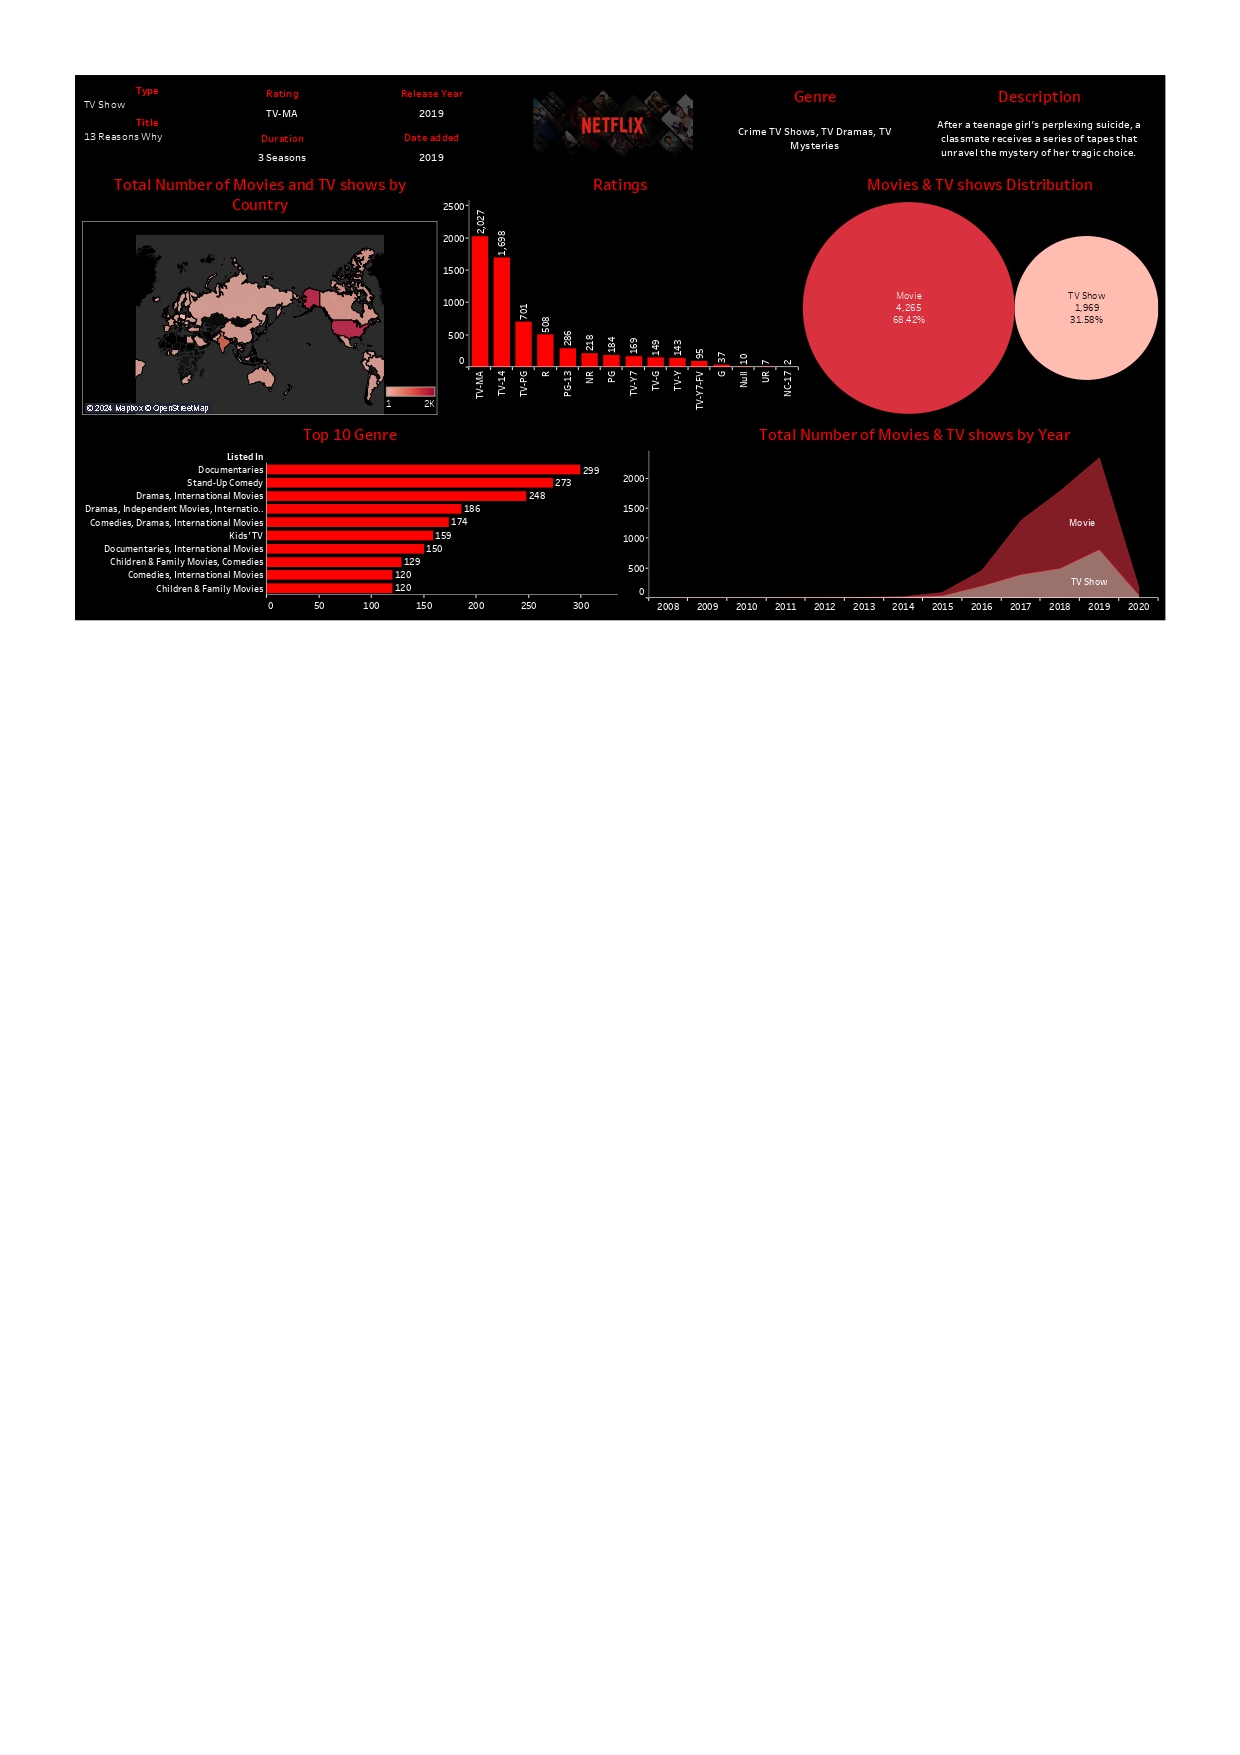 Type
TV Show
Title
13 Reasons Why
Rating
TV-MA
Duration
3 Seasons
Release Year
2019
Date added
2019
NETFLIX
Genre
Crime TV Shows, TV Dramas, TV
Mysteries
Description
After a teenage girl's perplexing suicide, a
classmate receives a series of tapes that
unravel the mystery of her tragic choice.
Total Number of Movies and TV shows by
Country
© 2024 Mapbox © OpenStreetMap
1 2K
Ratings
2500
2000
1500
1000
500
0
2,027
1,698
701
508
286
218
184
169
149
143
95
37
10
7
2
TV-MA
TV-14
TV-PG
R
PG-13
NR
PG
TV-Y7
TV-G
TV-Y
TV-Y7-FV
G
Null
UR
NC-17
Movies & TV shows Distribution
Movie
4,265
68.42%
TV Show
1,969
31.58%
Top 10 Genre
Listed In
Documentaries 299
Stand-Up Comedy 273
Dramas, International Movies 248
Dramas, Independent Movies, Internatio.. 186
Comedies, Dramas, International Movies 174
Kids' TV 159
Documentaries, International Movies 150
Children & Family Movies, Comedies 129
Comedies, International Movies 120
Children & Family Movies 120
0 50 100 150 200 250 300
Total Number of Movies & TV shows by Year
2000
1500
1000
500
0
Movie
TV Show
2008 2009 2010 2011 2012 2013 2014 2015 2016 2017 2018 2019 2020